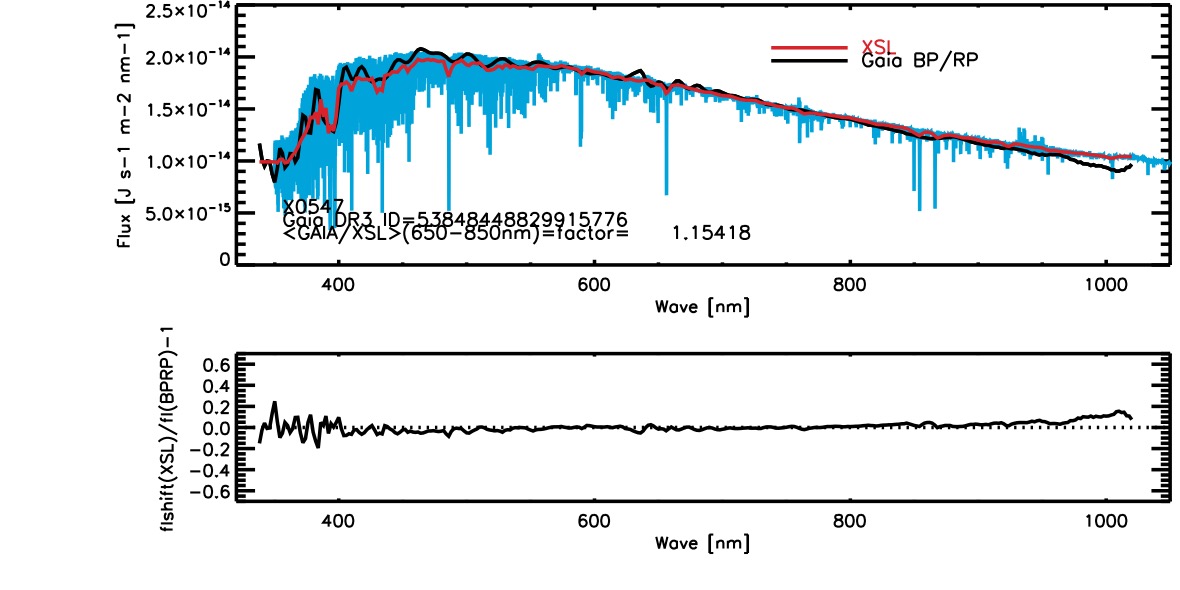 2.5×10⁻¹⁴
2.0×10⁻¹⁴
1.5×10⁻¹⁴
1.0×10⁻¹⁴
5.0×10⁻¹⁵
0
Flux [J s-1 m-2 nm-1]
XSL
Gaia BP/RP
X0547
Gaia DR3 ID=53848448829915776
<GAIA/XSL>(650-850nm)=factor= 1.15418
400 600 800 1000
Wave [nm]
0.6
0.4
0.2
0.0
-0.2
-0.4
-0.6
flshift(XSL)/fl(BPRP)-1
400 600 800 1000
Wave [nm]